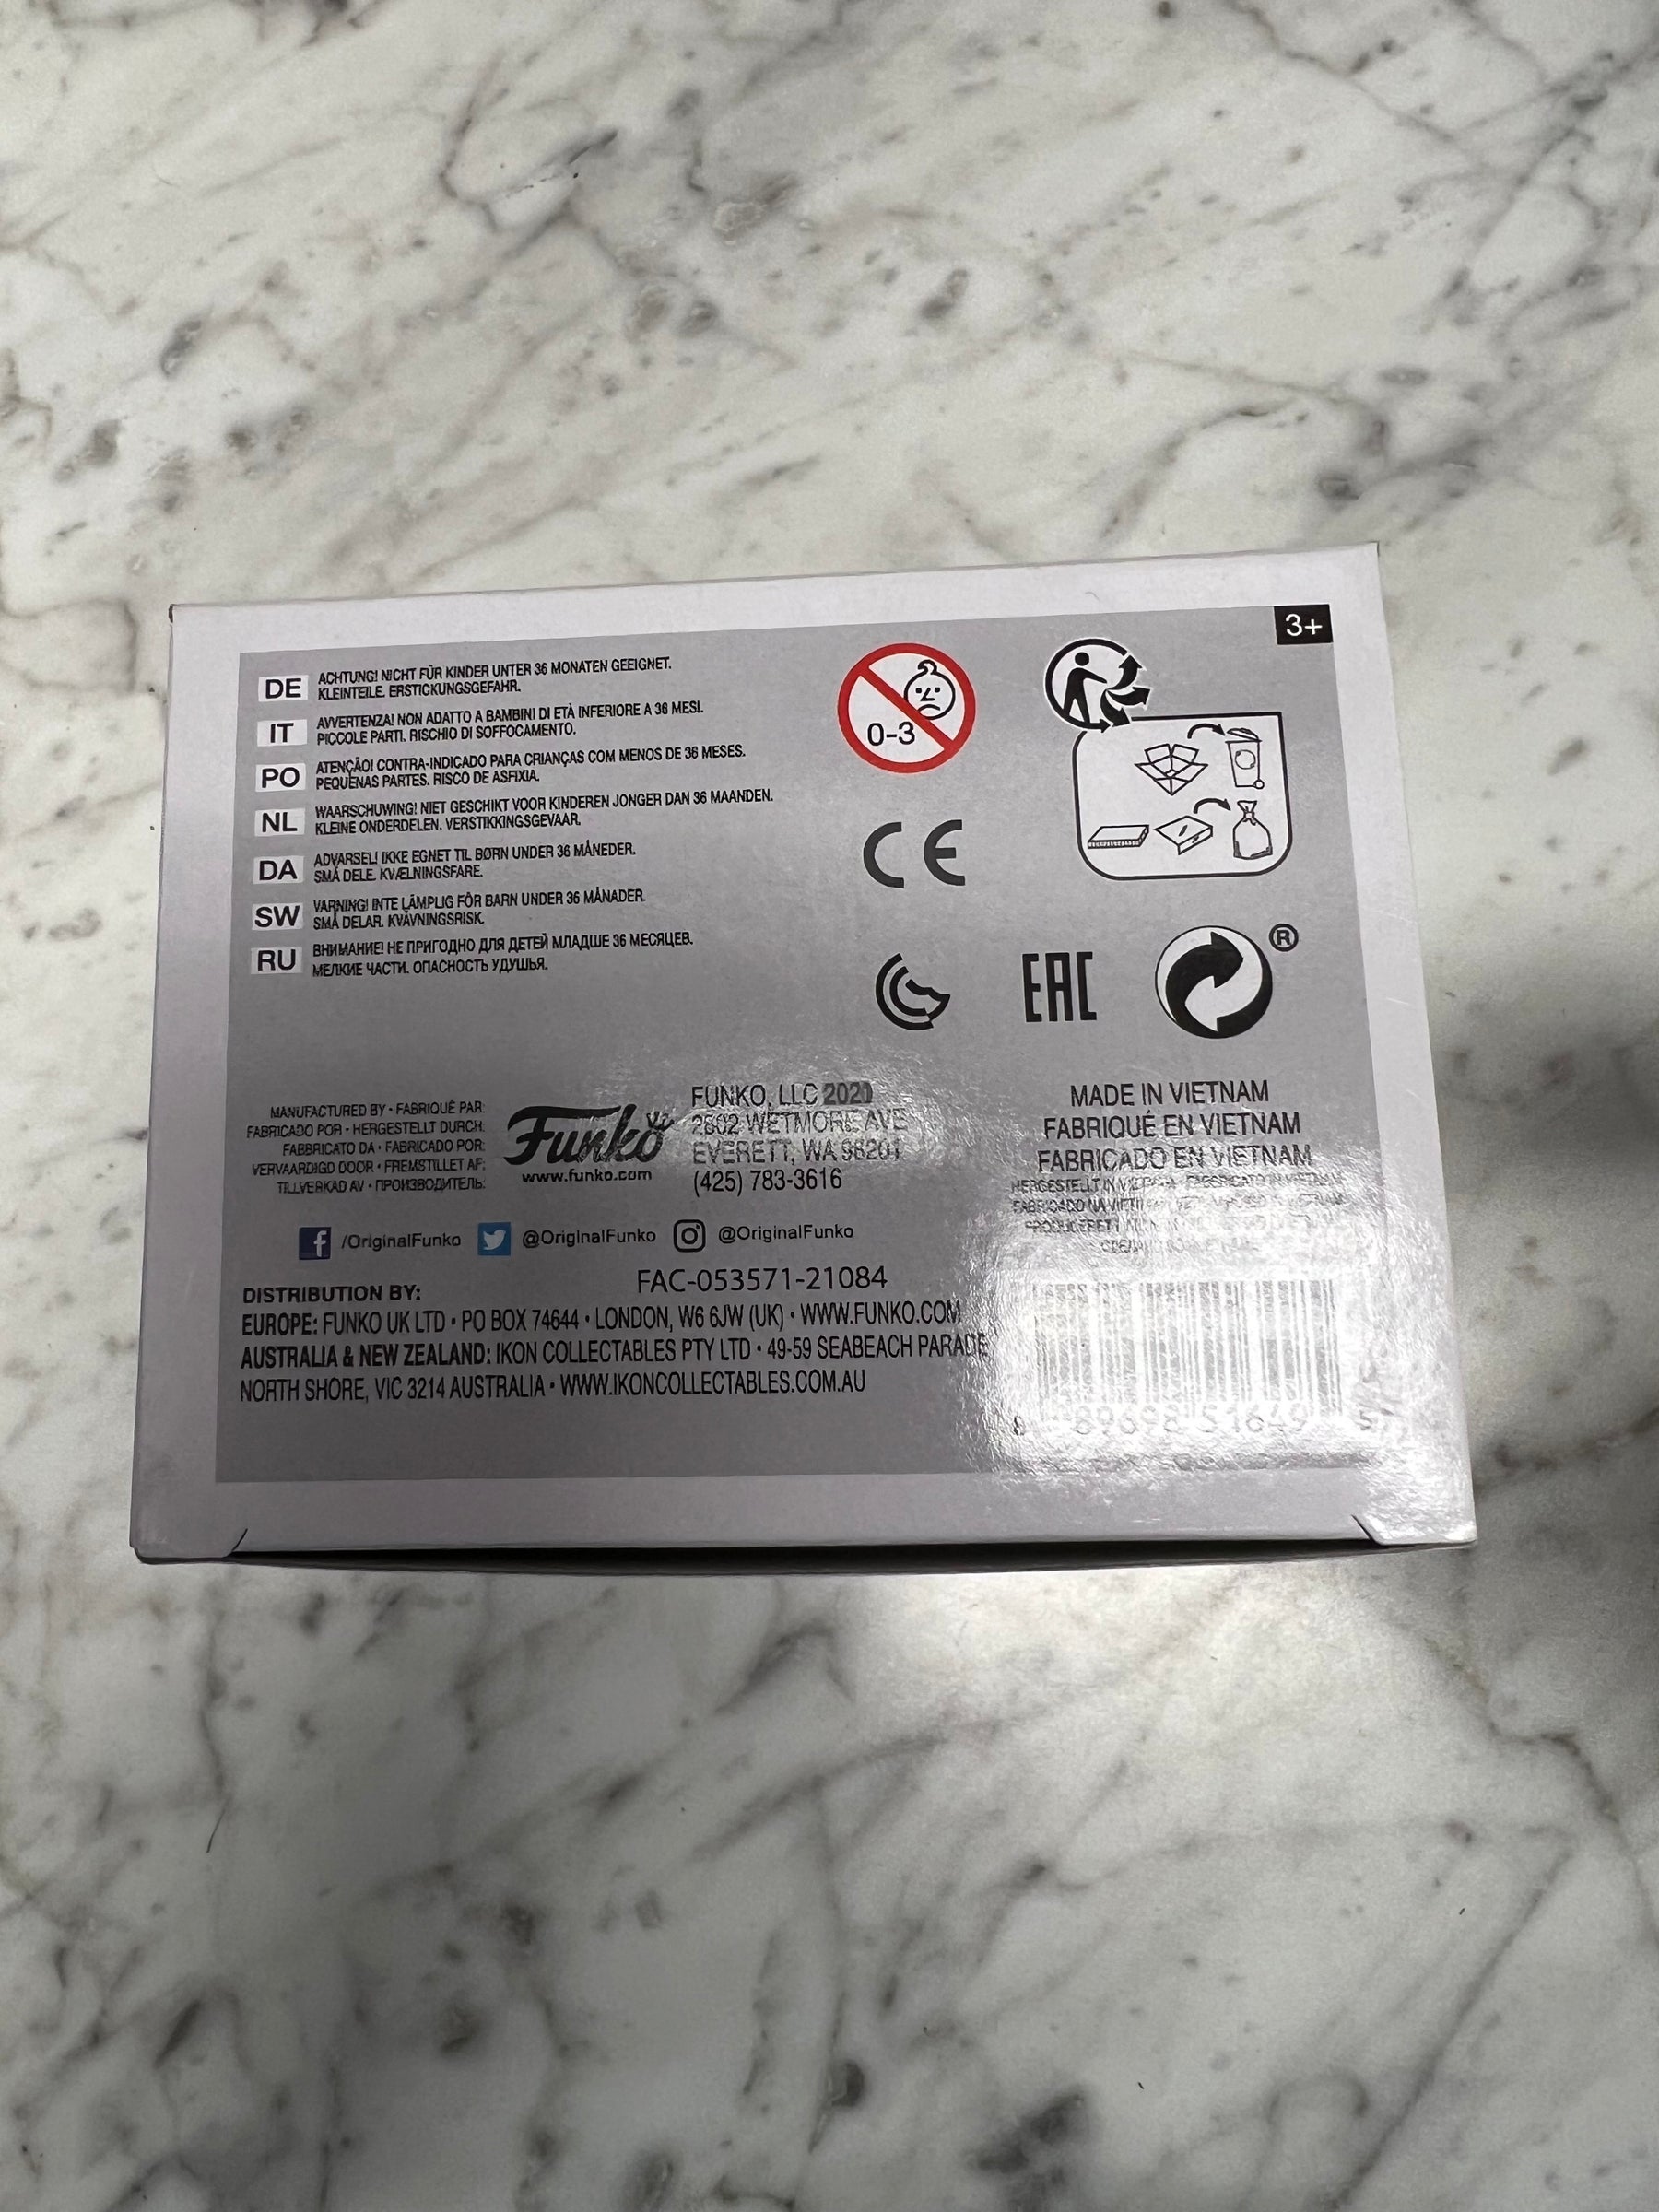 3+
DE
ACHTUNG! NICHT FÜR KINDER UNTER 36 MONATEN GEEIGNET.
KLEINTEILE. ERSTICKUNGSGEFAHR.
IT
AVVERTENZA! NON ADATTO A BAMBINI DI ETÀ INFERIORE A 36 MESI.
PICCOLE PARTI. RISCHIO DI SOFFOCAMENTO.
PO
ATENÇÃO! CONTRA-INDICADO PARA CRIANÇAS COM MENOS DE 36 MESES.
PEQUENAS PARTES. RISCO DE ASFIXIA.
NL
WAARSCHUWING! NIET GESCHIKT VOOR KINDEREN JONGER DAN 36 MAANDEN.
KLEINE ONDERDELEN. VERSTIKKINGSGEVAAR.
DA
ADVARSEL! IKKE EGNET TIL BØRN UNDER 36 MÅNEDER.
SMÅ DELE. KVÆLNINGSFARE.
SW
VARNING! INTE LÄMPLIG FÖR BARN UNDER 36 MÅNADER.
SMÅ DELAR. KVÄVNINGSRISK.
RU
ВНИМАНИЕ! НЕ ПРИГОДНО ДЛЯ ДЕТЕЙ МЛАДШЕ 36 МЕСЯЦЕВ.
МЕЛКИЕ ЧАСТИ. ОПАСНОСТЬ УДУШЬЯ.
0-3
CE
EAC
®
MANUFACTURED BY • FABRIQUÉ PAR:
FABRICADO POR • HERGESTELLT DURCH:
FABBRICATO DA • FABRICADO POR:
VERVAARDIGD DOOR • FREMSTILLET AF:
TILLVERKAD AV • ПРОИЗВОДИТЕЛЬ:
Funko
www.funko.com
FUNKO, LLC 2020
2802 WETMORE AVE
EVERETT, WA 98201
(425) 783-3616
MADE IN VIETNAM
FABRIQUÉ EN VIETNAM
FABRICADO EN VIETNAM
HERGESTELLT IN
/OriginalFunko
@OriginalFunko
@OriginalFunko
FAC-053571-21084
DISTRIBUTION BY:
EUROPE: FUNKO UK LTD • PO BOX 74644 • LONDON, W6 6JW (UK) • WWW.FUNKO.COM
AUSTRALIA & NEW ZEALAND: IKON COLLECTABLES PTY LTD • 49-59 SEABEACH PARADE
NORTH SHORE, VIC 3214 AUSTRALIA • WWW.IKONCOLLECTABLES.COM.AU